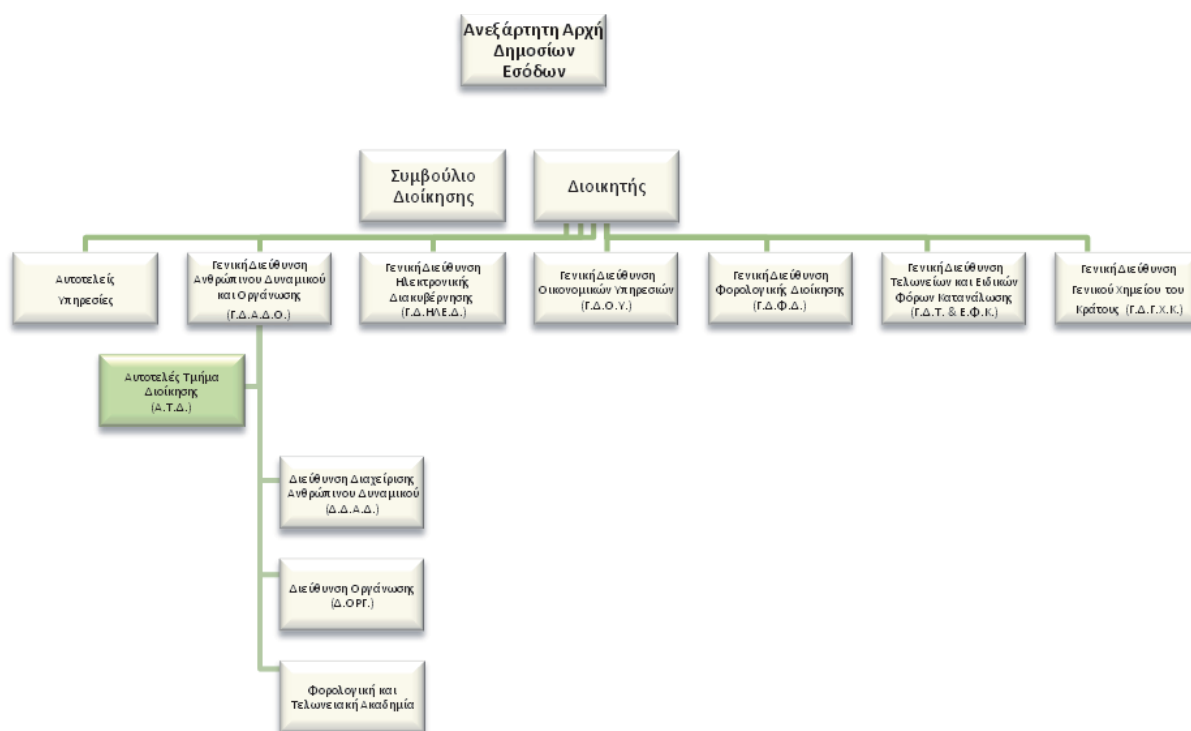 Ανεξάρτητη Αρχή
Δημοσίων
Εσόδων
Συμβούλιο
Διοίκησης
Διοικητής
Αυτοτελείς
Υπηρεσίες
Γενική Διεύθυνση
Ανθρώπινου Δυναμικού
και Οργάνωσης
(Γ.Δ.Α.Δ.Ο.)
Γενική Διεύθυνση
Ηλεκτρονικής
Διακυβέρνησης
(Γ.Δ.ΗΛΕ.Δ.)
Γενική Διεύθυνση
Οικονομικών Υπηρεσιών
(Γ.Δ.Ο.Υ.)
Γενική Διεύθυνση
Φορολογικής Διοίκησης
(Γ.Δ.Φ.Δ.)
Γενική Διεύθυνση
Τελωνείων και Ειδικών
Φόρων Κατανάλωσης
(Γ.Δ.Τ. & Ε.Φ.Κ.)
Γενική Διεύθυνση
Γενικού Χημείου του
Κράτους (Γ.Δ.Γ.Χ.Κ.)
Αυτοτελές Τμήμα
Διοίκησης
(Α.Τ.Δ.)
Διεύθυνση Διαχείρισης
Ανθρώπινου Δυναμικού
(Δ.Δ.Α.Δ.)
Διεύθυνση Οργάνωσης
(Δ.ΟΡΓ.)
Φορολογική και
Τελωνειακή Ακαδημία